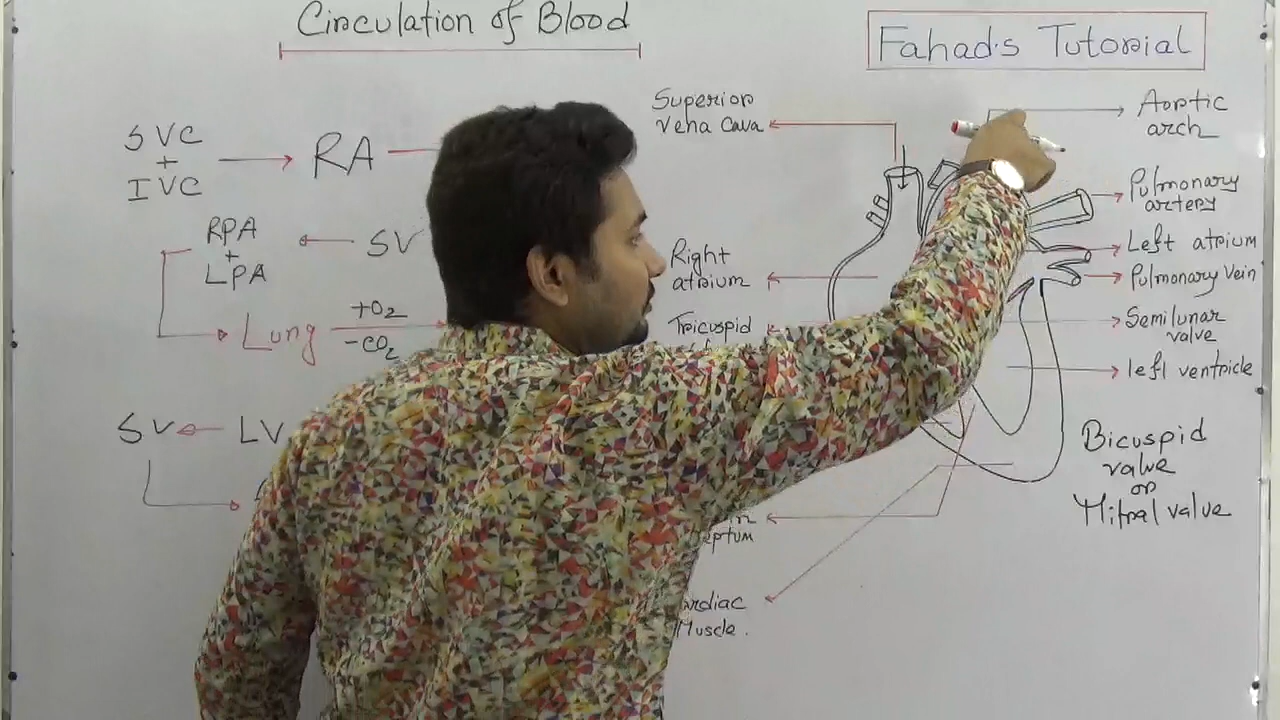 Circulation of Blood
Fahad's Tutorial
SVC
+
IVC
RA
RPA
+
LPA
SV
Lung
+O2
-CO2
SV
LV
Superior
Vena Cava
Right
atrium
Tricuspid
Muscle.
Aortic
arch
Pulmonary
artery
Left atrium
Pulmonary Vein
Semilunar
valve
left ventricle
Bicuspid
valve
or
Mitral valve